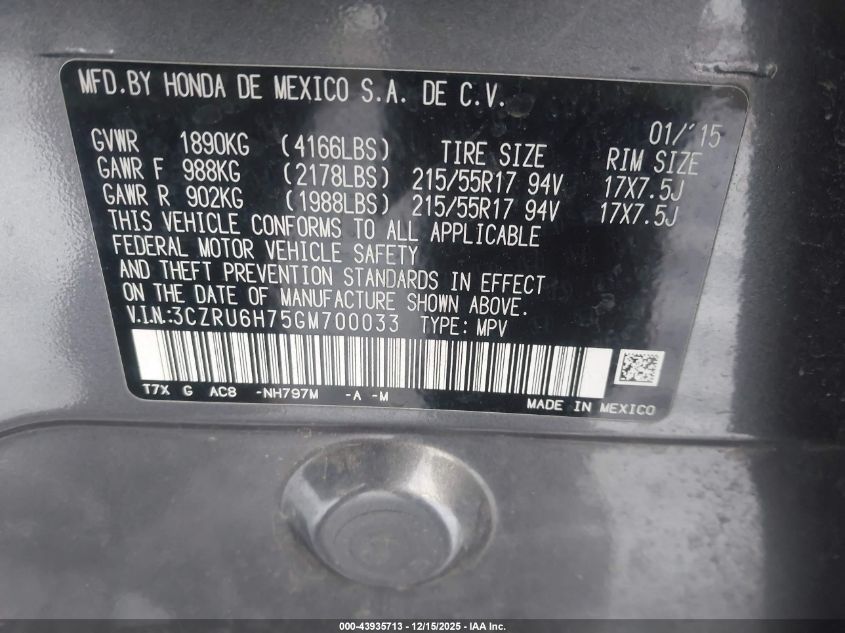 MFD.BY HONDA DE MEXICO S.A. DE C.V.
01/'15
GVWR 1890KG (4166LBS) TIRE SIZE RIM SIZE
GAWR F 988KG (2178LBS) 215/55R17 94V 17X7.5J
GAWR R 902KG (1988LBS) 215/55R17 94V 17X7.5J
THIS VEHICLE CONFORMS TO ALL APPLICABLE
FEDERAL MOTOR VEHICLE SAFETY
AND THEFT PREVENTION STANDARDS IN EFFECT
ON THE DATE OF MANUFACTURE SHOWN ABOVE.
V.I.N.:3CZRU6H75GM700033 TYPE: MPV
T7X G AC8 -NH797M -A -M
MADE IN MEXICO
000-43935713 - 12/15/2025 - IAA Inc.